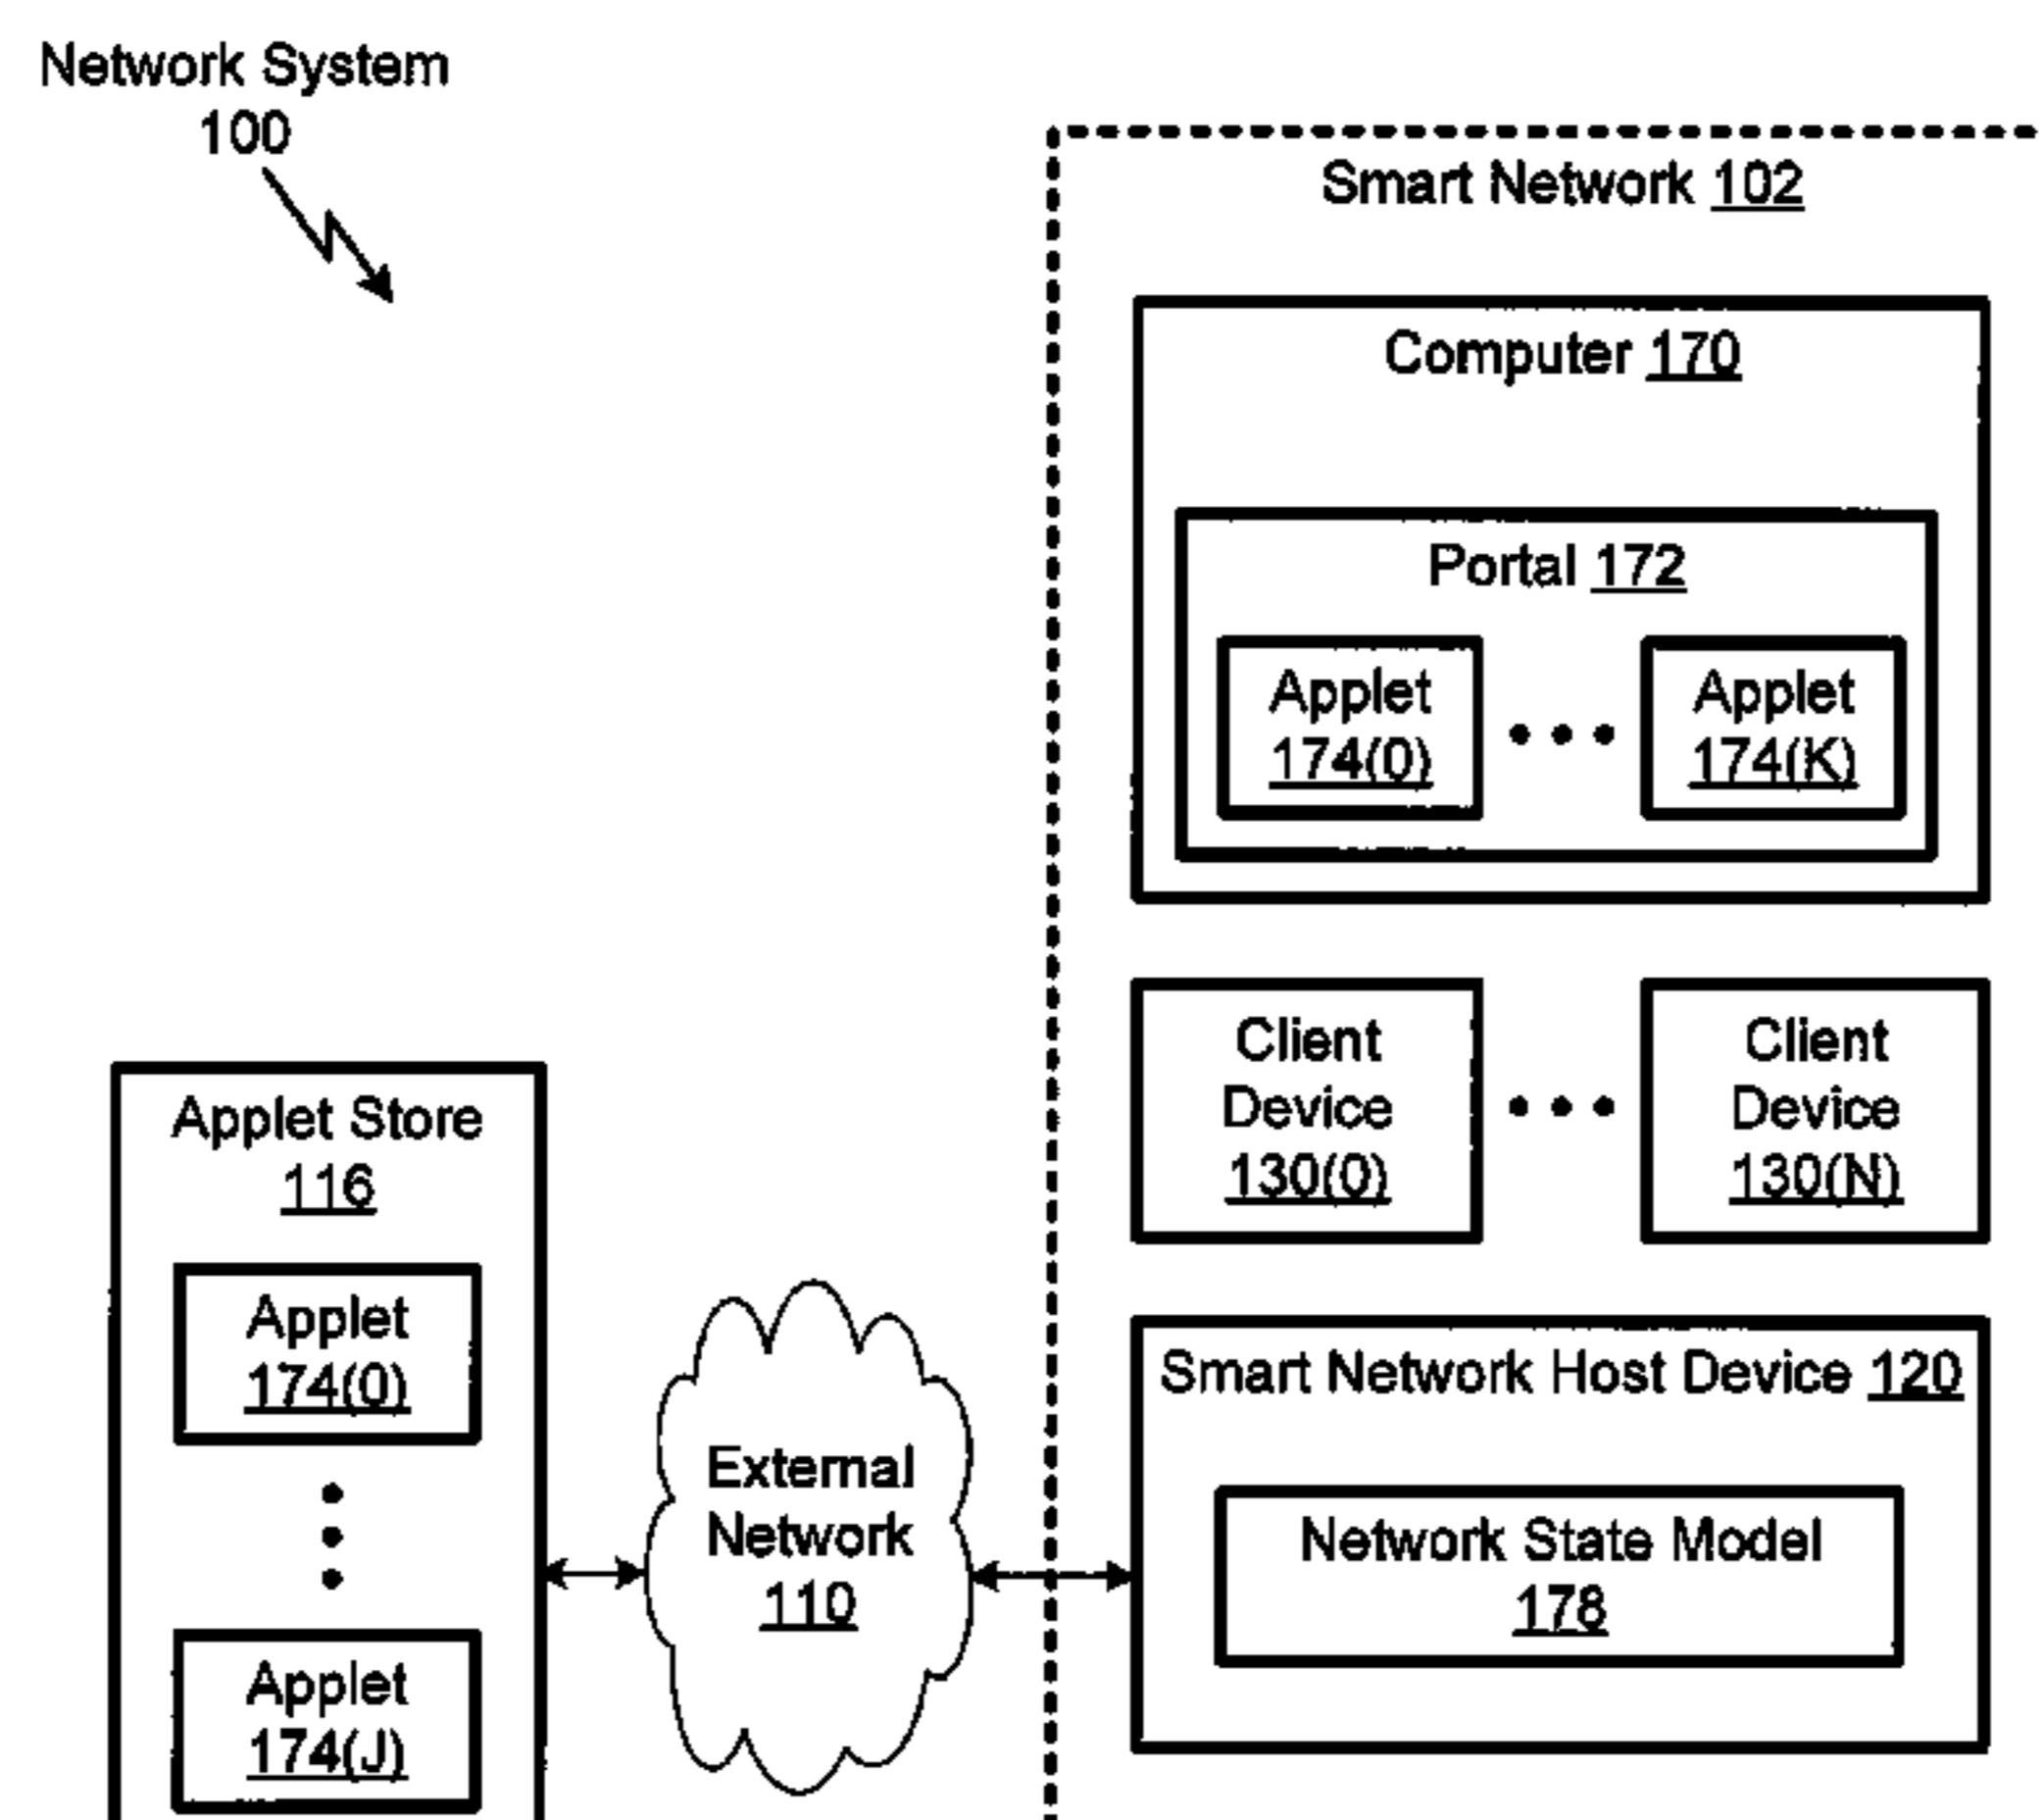 Network System
100
Smart Network 102
Computer 170
Portal 172
Applet
174(0)
Applet
174(K)
Client
Device
130(0)
Client
Device
130(N)
Applet Store
116
Applet
174(0)
Applet
174(J)
External
Network
110
Smart Network Host Device 120
Network State Model
178